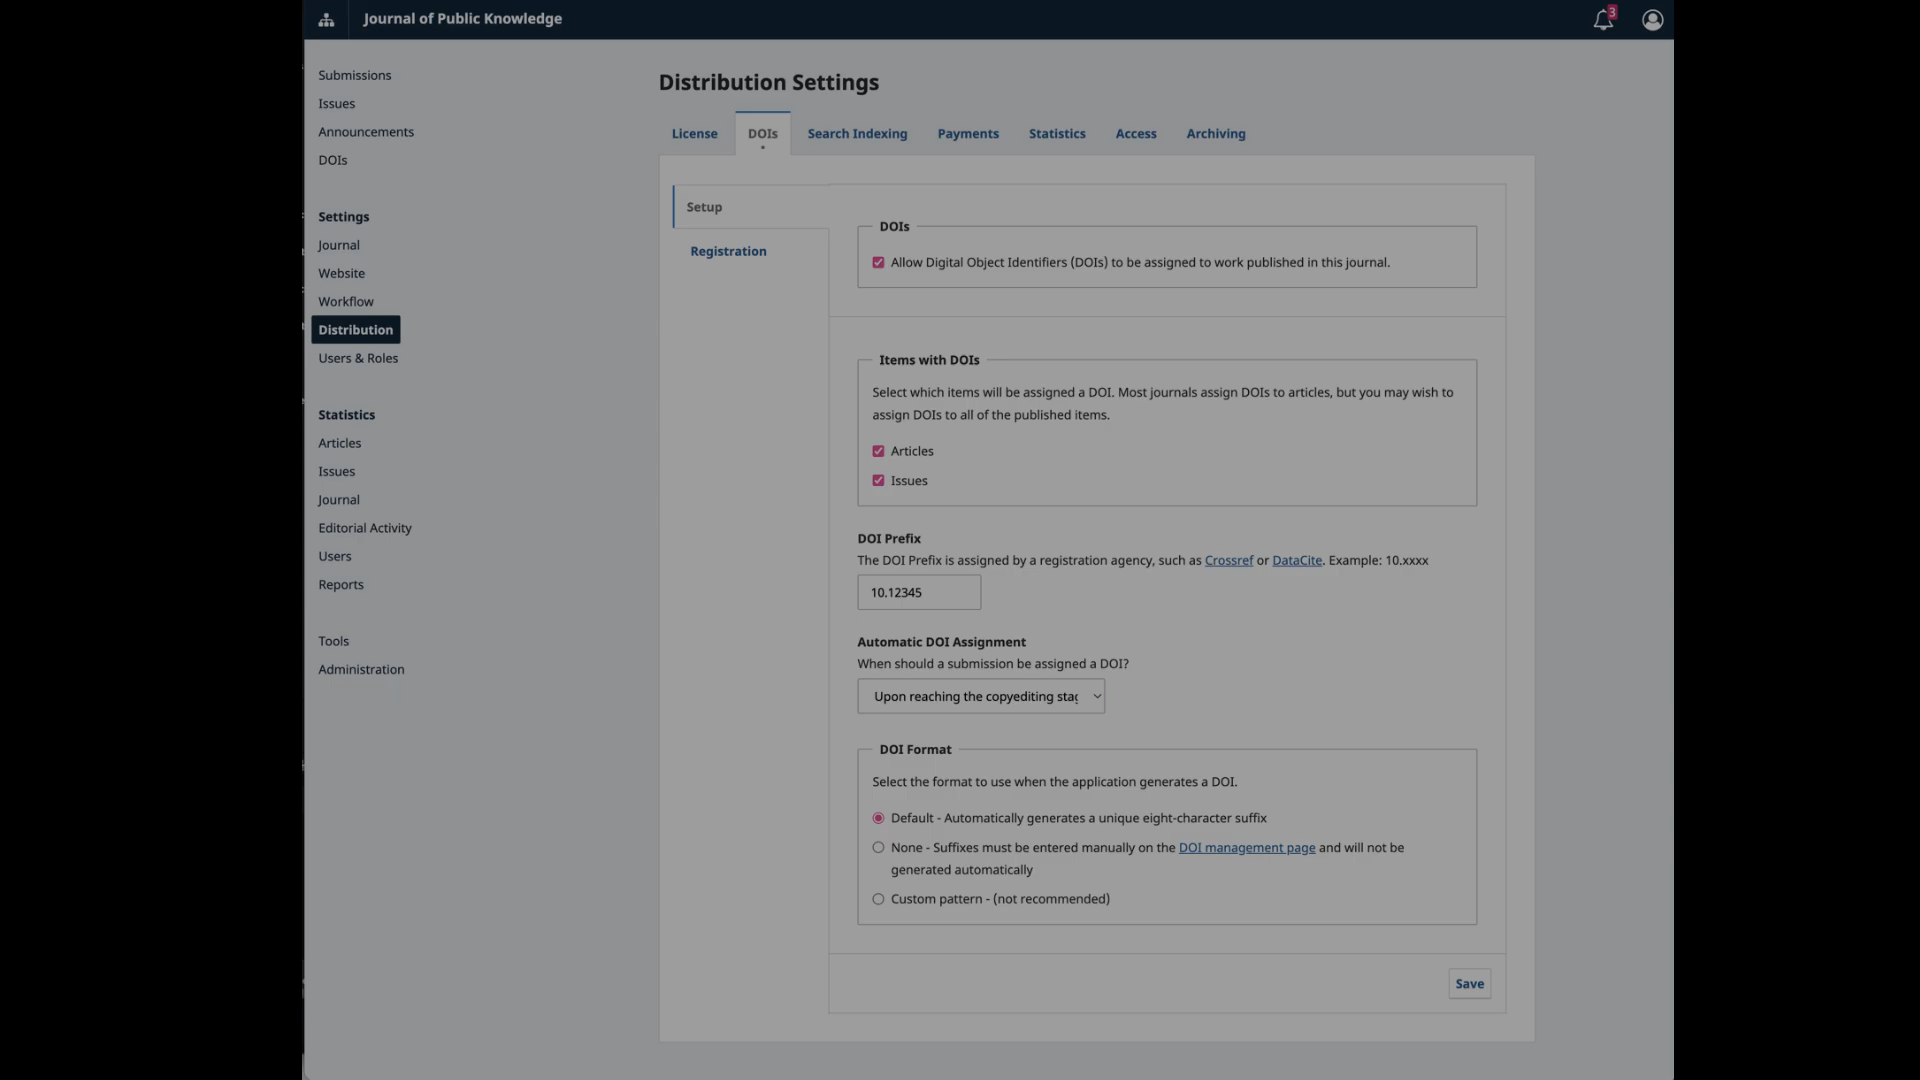 Journal of Public Knowledge
3
Submissions
Issues
Announcements
DOIs
Settings
Journal
Website
Workflow
Distribution
Users & Roles
Statistics
Articles
Issues
Journal
Editorial Activity
Users
Reports
Tools
Administration
Distribution Settings
License
DOIs
Search Indexing
Payments
Statistics
Access
Archiving
Setup
Registration
DOIs
Allow Digital Object Identifiers (DOIs) to be assigned to work published in this journal.
Items with DOIs
Select which items will be assigned a DOI. Most journals assign DOIs to articles, but you may wish to
assign DOIs to all of the published items.
Articles
Issues
DOI Prefix
The DOI Prefix is assigned by a registration agency, such as Crossref or DataCite. Example: 10.xxxx
10.12345
Automatic DOI Assignment
When should a submission be assigned a DOI?
Upon reaching the copyediting stag
DOI Format
Select the format to use when the application generates a DOI.
Default - Automatically generates a unique eight-character suffix
None - Suffixes must be entered manually on the DOI management page and will not be
generated automatically
Custom pattern - (not recommended)
Save